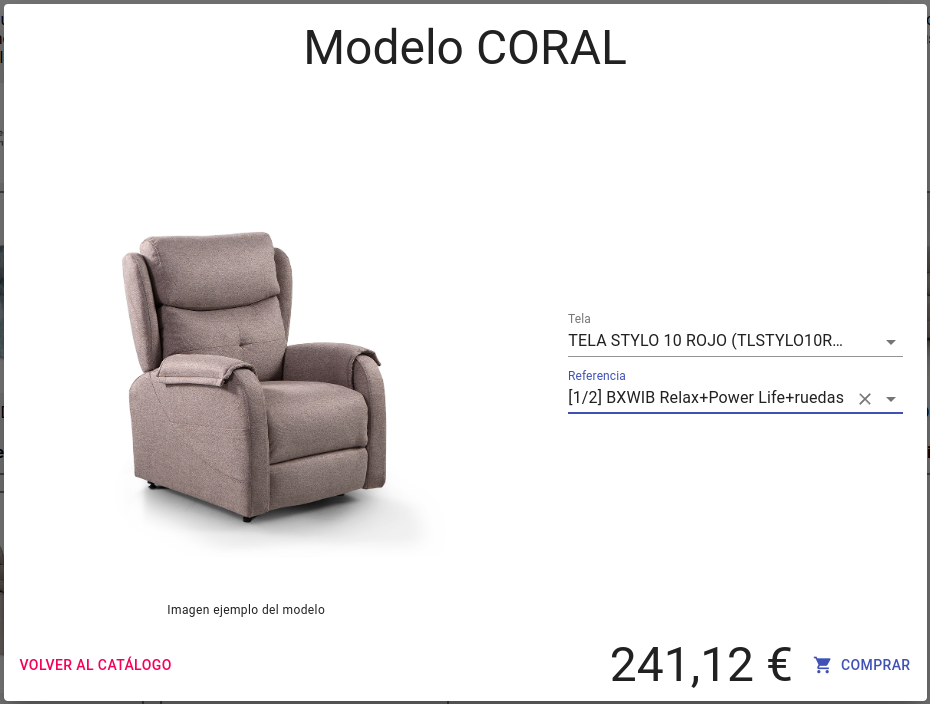 Modelo CORAL
Tela
TELA STYLO 10 ROJO (TLSTYLO10R...
Referencia
[1/2] BXWIB Relax+Power Life+ruedas
Imagen ejemplo del modelo
VOLVER AL CATÁLOGO
241,12 €
COMPRAR